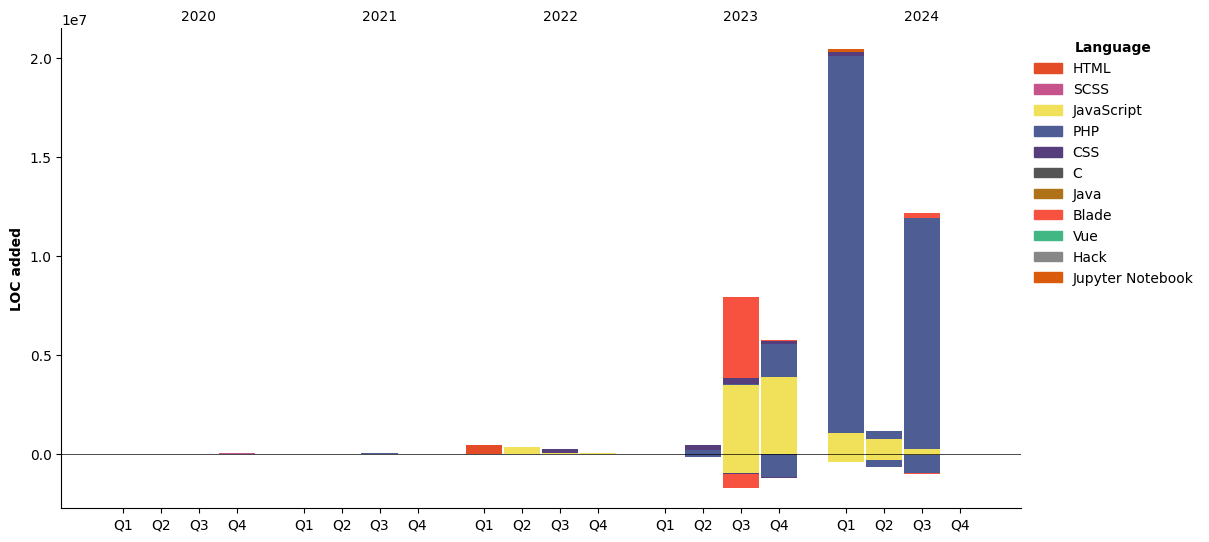 1e7
2020 2021 2022 2023 2024
Language
HTML
SCSS
JavaScript
PHP
CSS
C
Java
Blade
Vue
Hack
Jupyter Notebook
LOC added
2.0
1.5
1.0
0.5
0.0
Q1 Q2 Q3 Q4 Q1 Q2 Q3 Q4 Q1 Q2 Q3 Q4 Q1 Q2 Q3 Q4 Q1 Q2 Q3 Q4